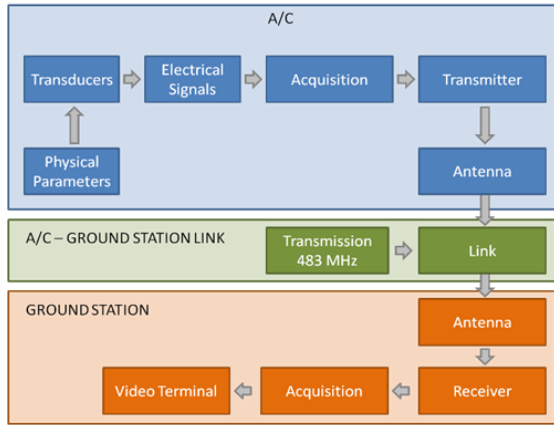 A/C
Transducers
Electrical
Signals
Acquisition
Transmitter
Physical
Parameters
Antenna
A/C – GROUND STATION LINK
Transmission
483 MHz
Link
GROUND STATION
Antenna
Video Terminal
Acquisition
Receiver